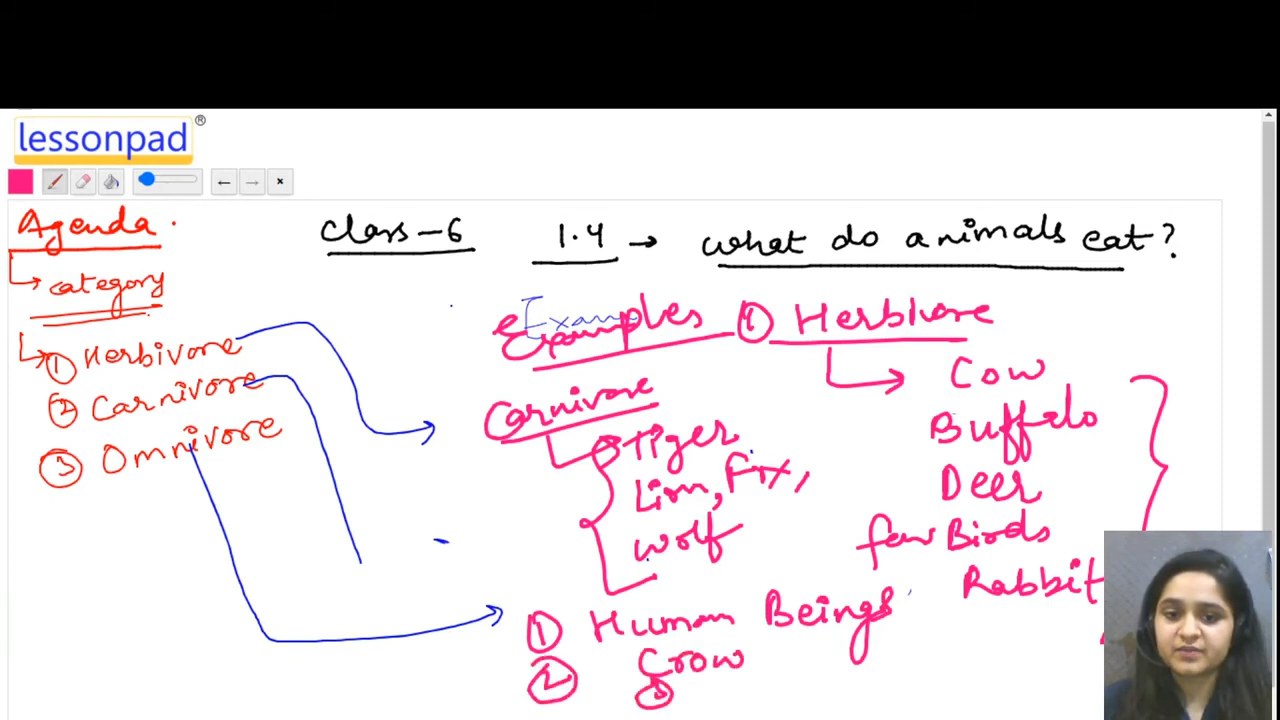 lessonpad ®
Agenda.
category
① Herbivore
② Carnivore
③ Omnivore
Class-6 1.4 → what do animals eat?
Examples ① Herbivore
Cow
Buffalo
Deer
few Birds
Rabbit
Carnivore
Tiger
Lion, Fox,
Wolf
① Human Beings
② Crow
③